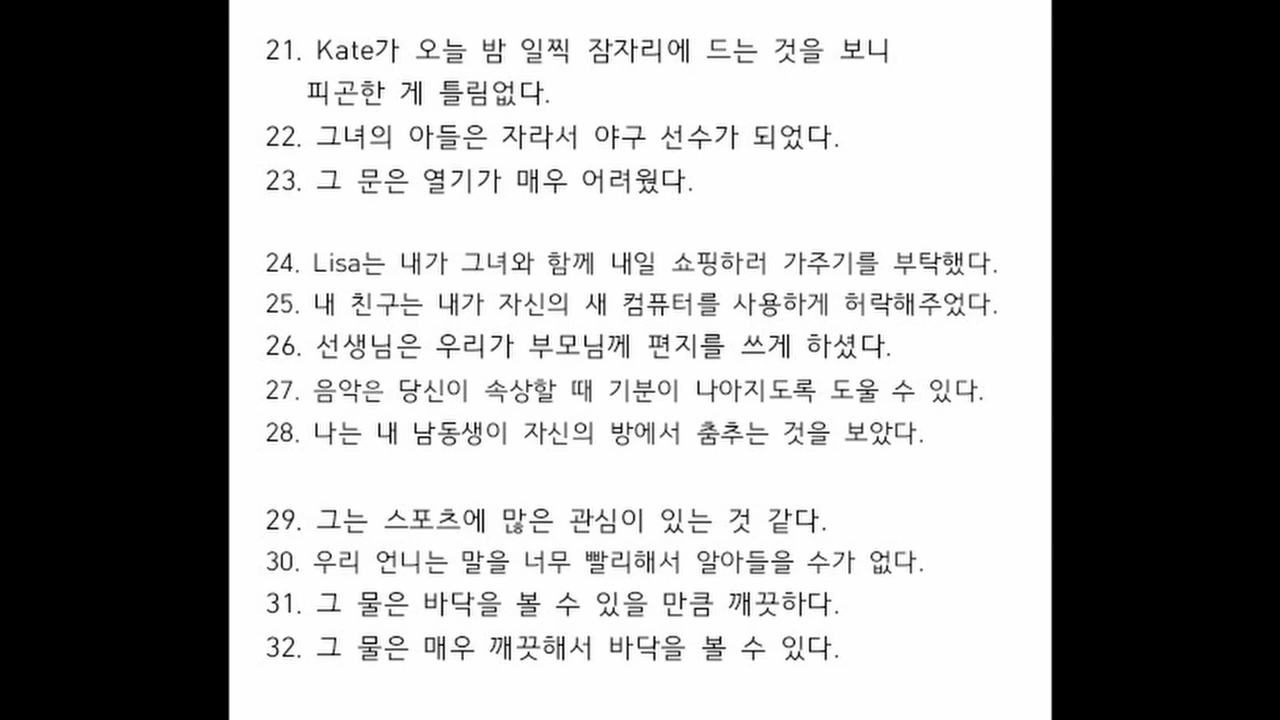 21. Kate가 오늘 밤 일찍 잠자리에 드는 것을 보니
피곤한 게 틀림없다.
22. 그녀의 아들은 자라서 야구 선수가 되었다.
23. 그 문은 열기가 매우 어려웠다.
24. Lisa는 내가 그녀와 함께 내일 쇼핑하러 가주기를 부탁했다.
25. 내 친구는 내가 자신의 새 컴퓨터를 사용하게 허락해주었다.
26. 선생님은 우리가 부모님께 편지를 쓰게 하셨다.
27. 음악은 당신이 속상할 때 기분이 나아지도록 도울 수 있다.
28. 나는 내 남동생이 자신의 방에서 춤추는 것을 보았다.
29. 그는 스포츠에 많은 관심이 있는 것 같다.
30. 우리 언니는 말을 너무 빨리해서 알아들을 수가 없다.
31. 그 물은 바닥을 볼 수 있을 만큼 깨끗하다.
32. 그 물은 매우 깨끗해서 바닥을 볼 수 있다.